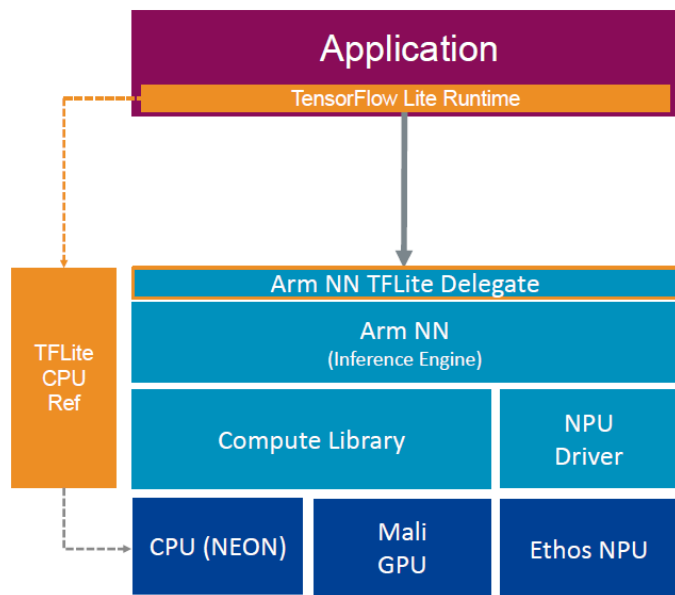 Application
TensorFlow Lite Runtime
Arm NN TFLite Delegate
TFLite
CPU
Ref
Arm NN
(Inference Engine)
Compute Library
NPU
Driver
CPU (NEON)
Mali
GPU
Ethos NPU